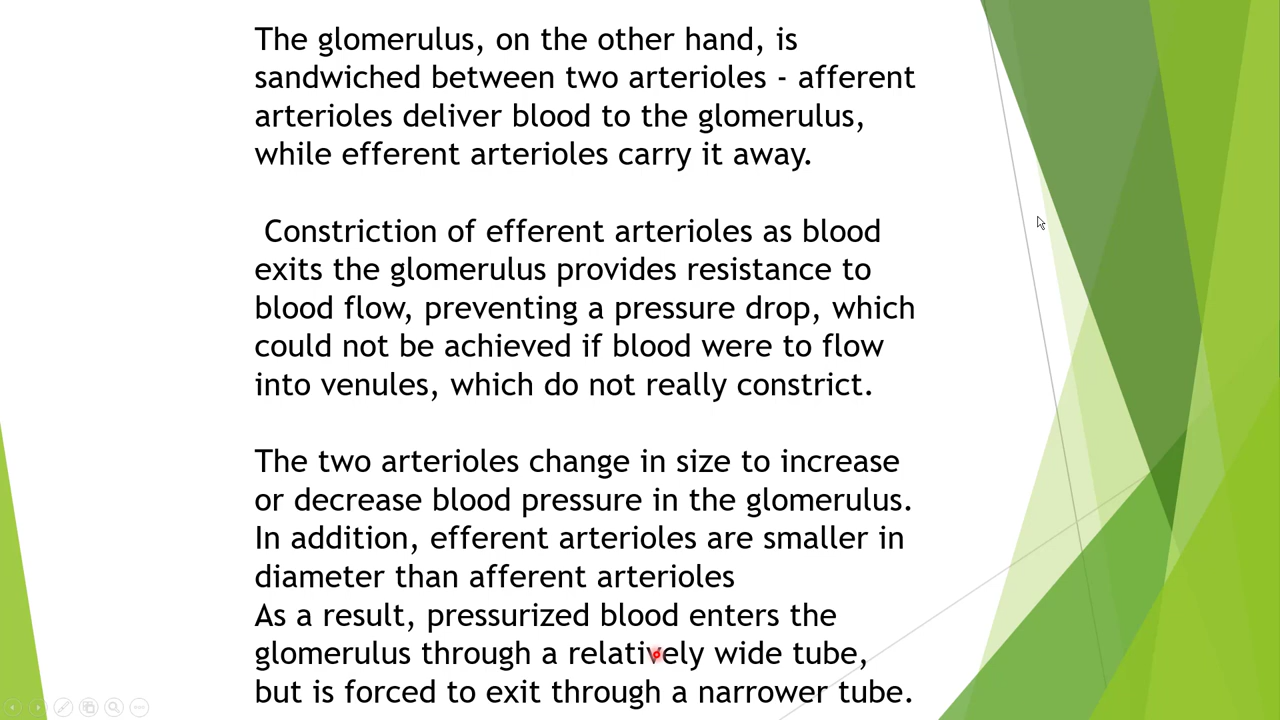 The glomerulus, on the other hand, is
sandwiched between two arterioles - afferent
arterioles deliver blood to the glomerulus,
while efferent arterioles carry it away.
Constriction of efferent arterioles as blood
exits the glomerulus provides resistance to
blood flow, preventing a pressure drop, which
could not be achieved if blood were to flow
into venules, which do not really constrict.
The two arterioles change in size to increase
or decrease blood pressure in the glomerulus.
In addition, efferent arterioles are smaller in
diameter than afferent arterioles
As a result, pressurized blood enters the
glomerulus through a relatively wide tube,
but is forced to exit through a narrower tube.